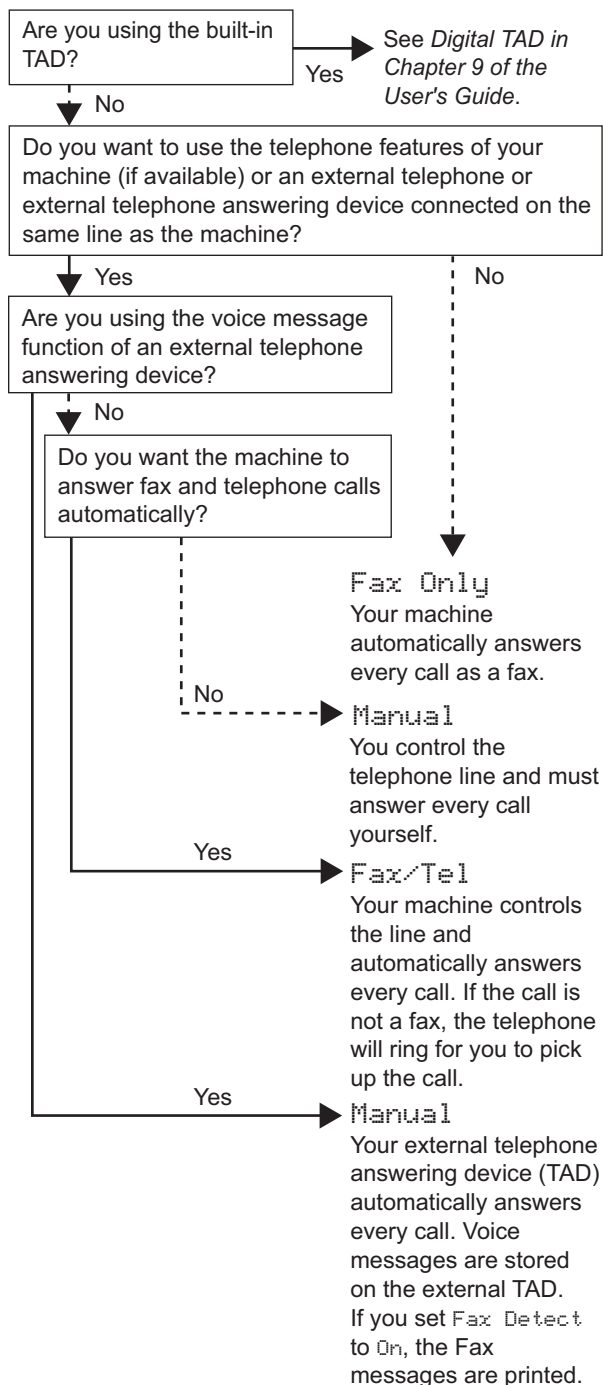 Are you using the built-in
TAD?
Yes
See Digital TAD in
Chapter 9 of the
User's Guide.
No
Do you want to use the telephone features of your
machine (if available) or an external telephone or
external telephone answering device connected on the
same line as the machine?
Yes
No
Are you using the voice message
function of an external telephone
answering device?
No
Do you want the machine to
answer fax and telephone calls
automatically?
Fax Only
Your machine
automatically answers
every call as a fax.
No
Manual
You control the
telephone line and must
answer every call
yourself.
Yes
Fax/Tel
Your machine controls
the line and
automatically answers
every call. If the call is
not a fax, the telephone
will ring for you to pick
up the call.
Yes
Manual
Your external telephone
answering device (TAD)
automatically answers
every call. Voice
messages are stored
on the external TAD.
If you set Fax Detect
to On, the Fax
messages are printed.